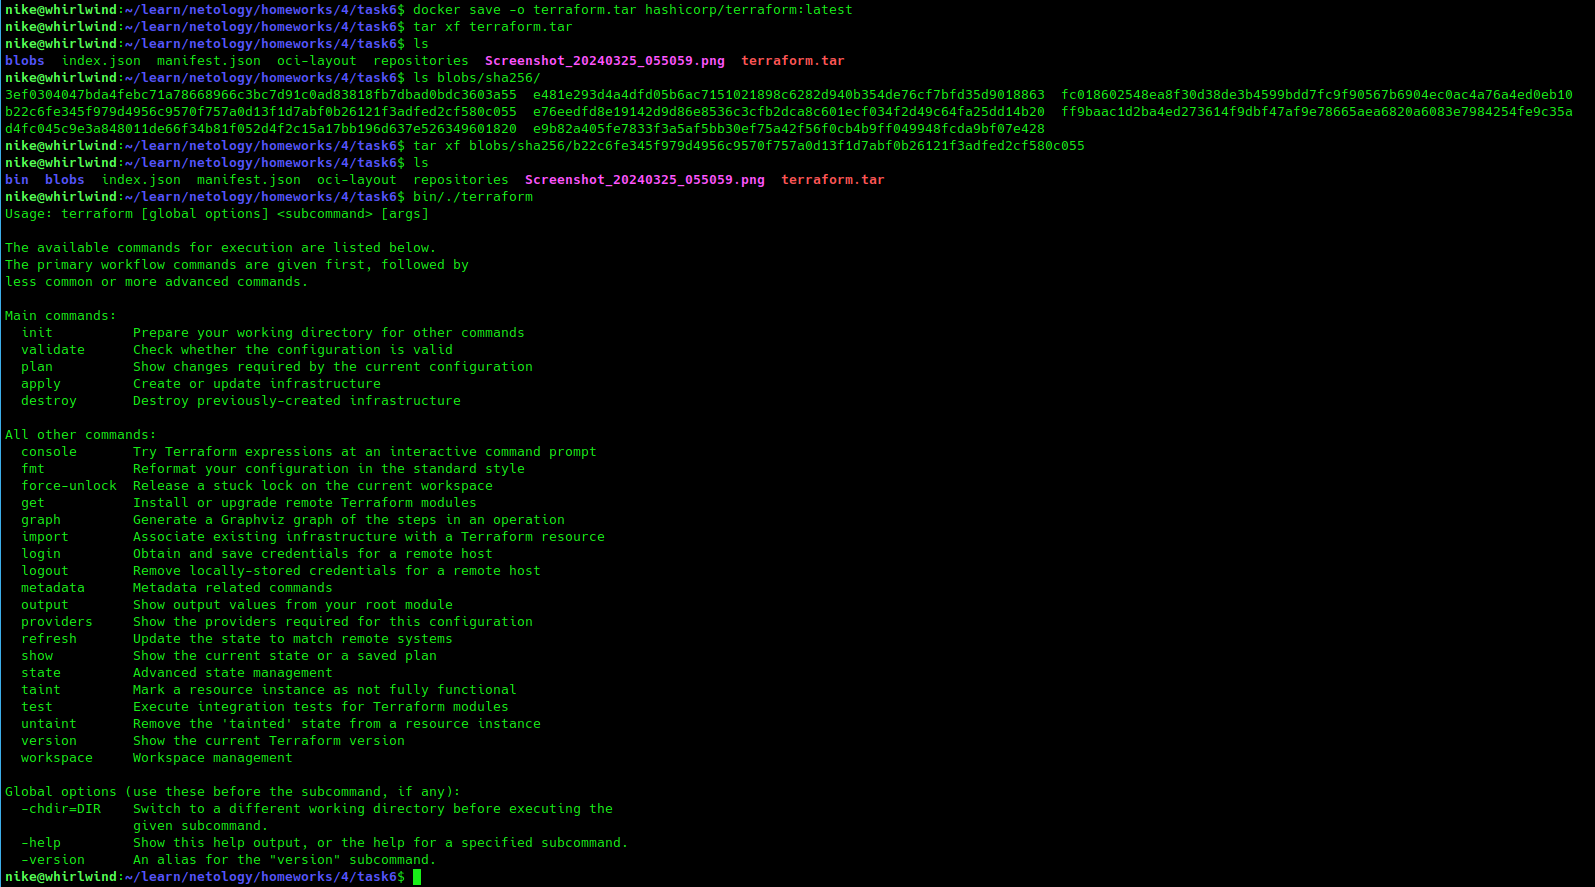 nike@whirlwind:~/learn/netology/homeworks/4/task6$ docker save -o terraform.tar hashicorp/terraform:latest
nike@whirlwind:~/learn/netology/homeworks/4/task6$ tar xf terraform.tar
nike@whirlwind:~/learn/netology/homeworks/4/task6$ ls
blobs  index.json  manifest.json  oci-layout  repositories  Screenshot_20240325_055059.png  terraform.tar
nike@whirlwind:~/learn/netology/homeworks/4/task6$ ls blobs/sha256/
3ef0304047bda4febc71a78668966c3bc7d91c0ad83818fb7dbad0bdc3603a55  e481e293d4a4dfd05b6ac7151021898c6282d940b354de76cf7bfd35d9018863  fc018602548ea8f30d38de3b4599bdd7fc9f90567b6904ec0ac4a76a4ed0eb10
b22c6fe345f979d4956c9570f757a0d13f1d7abf0b26121f3adfed2cf580c055  e76eedfd8e19142d9d86e8536c3cfb2dca8c601ecf034f2d49c64fa25dd14b20  ff9baac1d2ba4ed273614f9dbf47af9e78665aea6820a6083e7984254fe9c35a
d4fc045c9e3a848011de66f34b81f052d4f2c15a17bb196d637e526349601820  e9b82a405fe7833f3a5af5bb30ef75a42f56f0cb4b9ff049948fcda9bf07e428
nike@whirlwind:~/learn/netology/homeworks/4/task6$ tar xf blobs/sha256/b22c6fe345f979d4956c9570f757a0d13f1d7abf0b26121f3adfed2cf580c055
nike@whirlwind:~/learn/netology/homeworks/4/task6$ ls
bin  blobs  index.json  manifest.json  oci-layout  repositories  Screenshot_20240325_055059.png  terraform.tar
nike@whirlwind:~/learn/netology/homeworks/4/task6$ bin/./terraform
Usage: terraform [global options] <subcommand> [args]

The available commands for execution are listed below.
The primary workflow commands are given first, followed by
less common or more advanced commands.

Main commands:
  init          Prepare your working directory for other commands
  validate      Check whether the configuration is valid
  plan          Show changes required by the current configuration
  apply         Create or update infrastructure
  destroy       Destroy previously-created infrastructure

All other commands:
  console       Try Terraform expressions at an interactive command prompt
  fmt           Reformat your configuration in the standard style
  force-unlock  Release a stuck lock on the current workspace
  get           Install or upgrade remote Terraform modules
  graph         Generate a Graphviz graph of the steps in an operation
  import        Associate existing infrastructure with a Terraform resource
  login         Obtain and save credentials for a remote host
  logout        Remove locally-stored credentials for a remote host
  metadata      Metadata related commands
  output        Show output values from your root module
  providers     Show the providers required for this configuration
  refresh       Update the state to match remote systems
  show          Show the current state or a saved plan
  state         Advanced state management
  taint         Mark a resource instance as not fully functional
  test          Execute integration tests for Terraform modules
  untaint       Remove the 'tainted' state from a resource instance
  version       Show the current Terraform version
  workspace     Workspace management

Global options (use these before the subcommand, if any):
  -chdir=DIR    Switch to a different working directory before executing the
                given subcommand.
  -help         Show this help output, or the help for a specified subcommand.
  -version      An alias for the "version" subcommand.
nike@whirlwind:~/learn/netology/homeworks/4/task6$